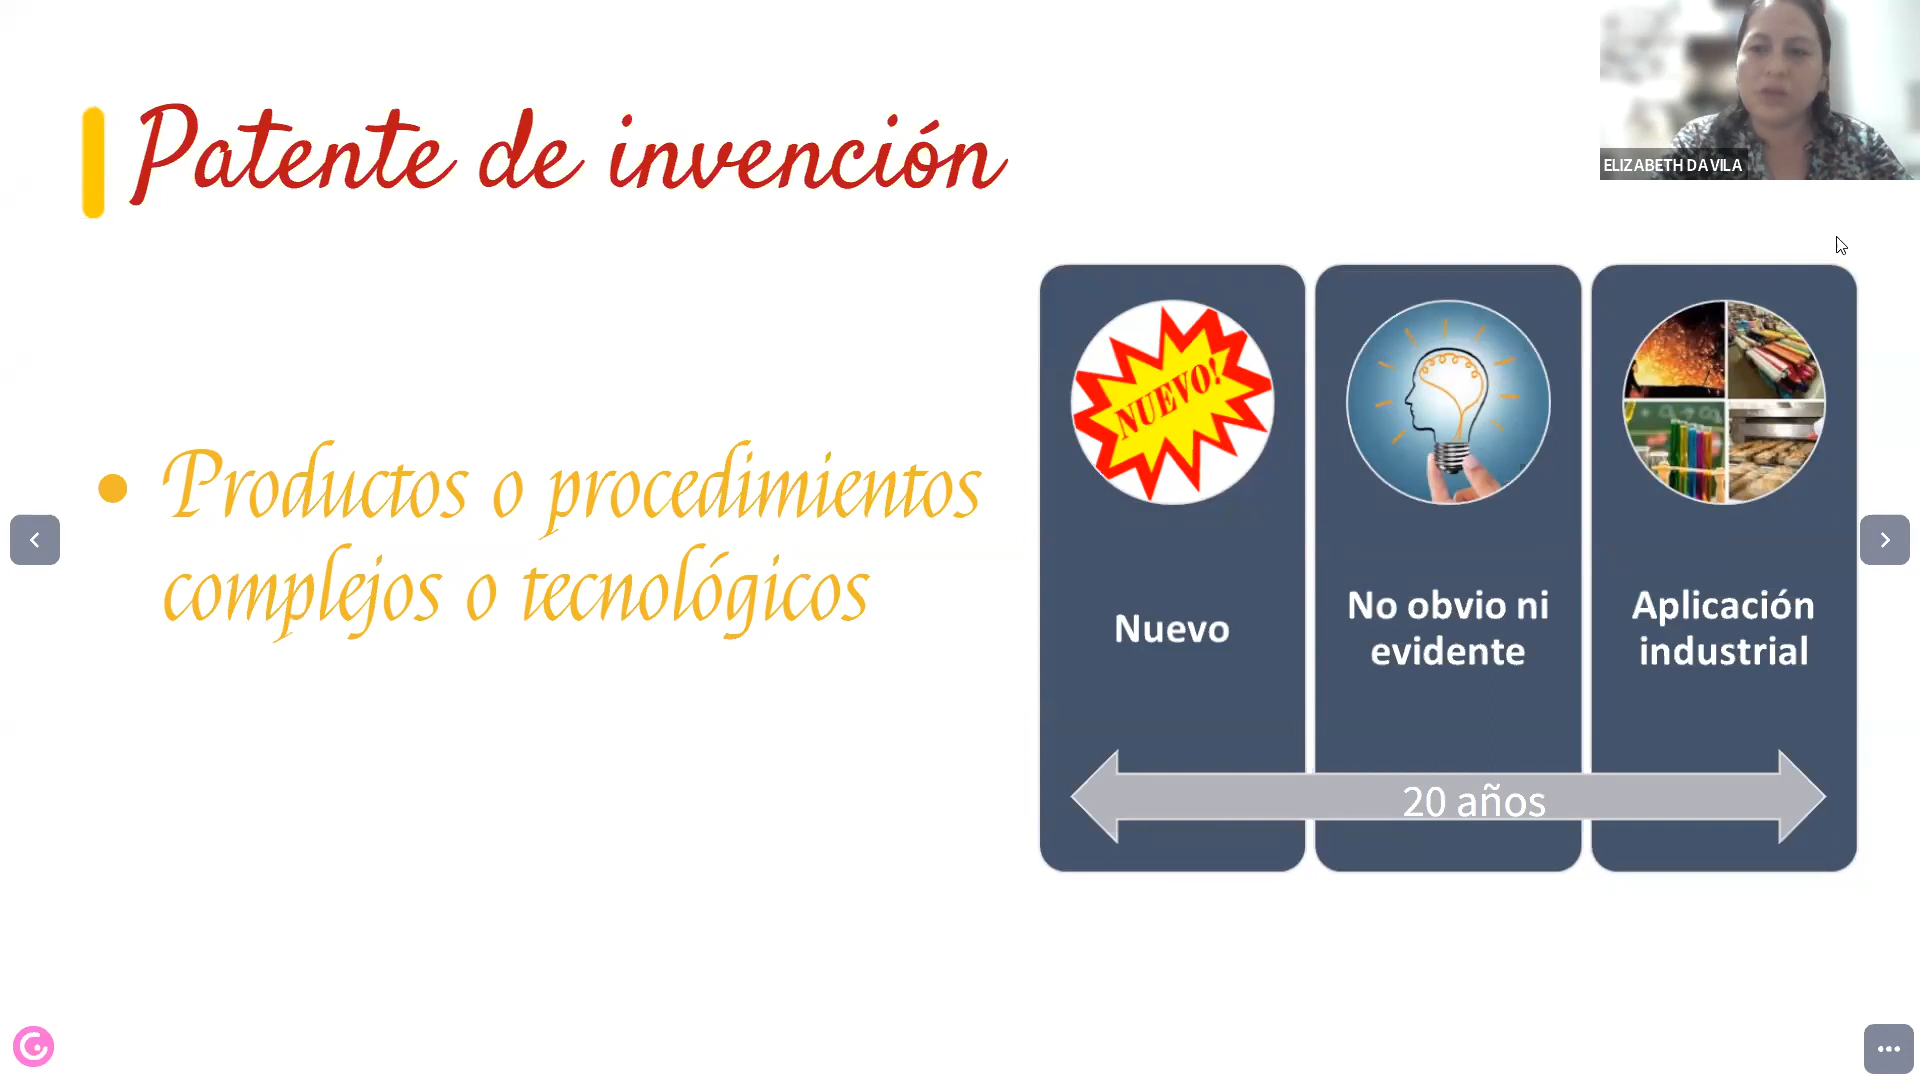 Patente de invención
ELIZABETH DAVILA
• Productos o procedimientos
complejos o tecnológicos
NUEVO!
Nuevo
No obvio ni
evidente
Aplicación
industrial
20 años